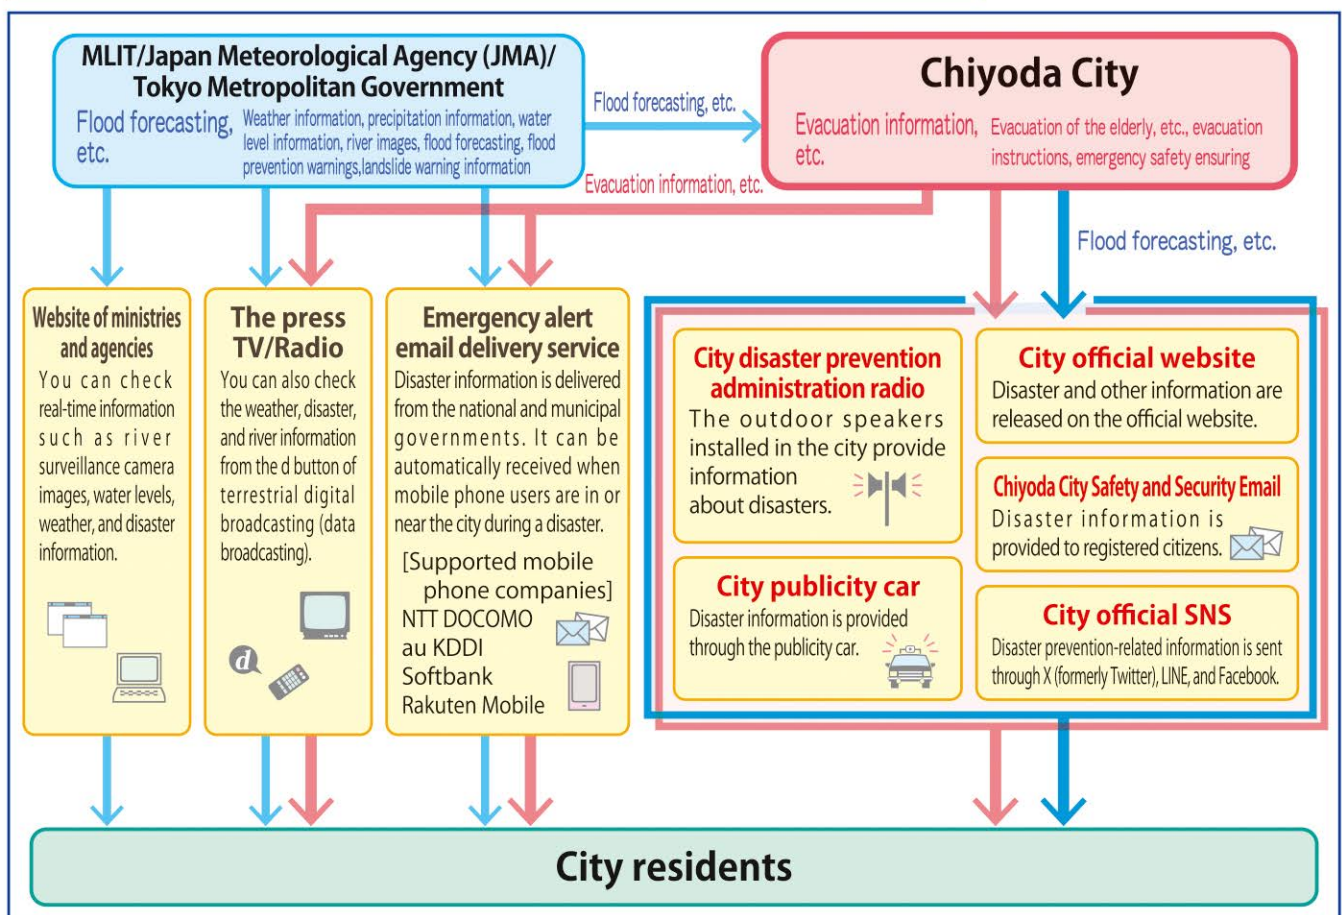 MLIT/Japan Meteorological Agency (JMA)/
Tokyo Metropolitan Government
Flood forecasting,
etc.
Weather information, precipitation information, water
level information, river images, flood forecasting, flood
prevention warnings,landslide warning information
Flood forecasting, etc.
Chiyoda City
Evacuation information,
etc.
Evacuation of the elderly, etc., evacuation
instructions, emergency safety ensuring
Evacuation information, etc.
Flood forecasting, etc.
Website of ministries
and agencies
You can check
real-time information
such as river
surveillance camera
images, water levels,
weather, and disaster
information.
The press
TV/Radio
You can also check
the weather, disaster,
and river information
from the d button of
terrestrial digital
broadcasting (data
broadcasting).
d
Emergency alert
email delivery service
Disaster information is delivered
from the national and municipal
governments. It can be
automatically received when
mobile phone users are in or
near the city during a disaster.
[Supported mobile
phone companies]
NTT DOCOMO
au KDDI
Softbank
Rakuten Mobile
City disaster prevention
administration radio
The outdoor speakers
installed in the city provide
information
about disasters.
City publicity car
Disaster information is provided
through the publicity car.
City official website
Disaster and other information are
released on the official website.
Chiyoda City Safety and Security Email
Disaster information is
provided to registered citizens.
City official SNS
Disaster prevention-related information is sent
through X (formerly Twitter), LINE, and Facebook.
City residents